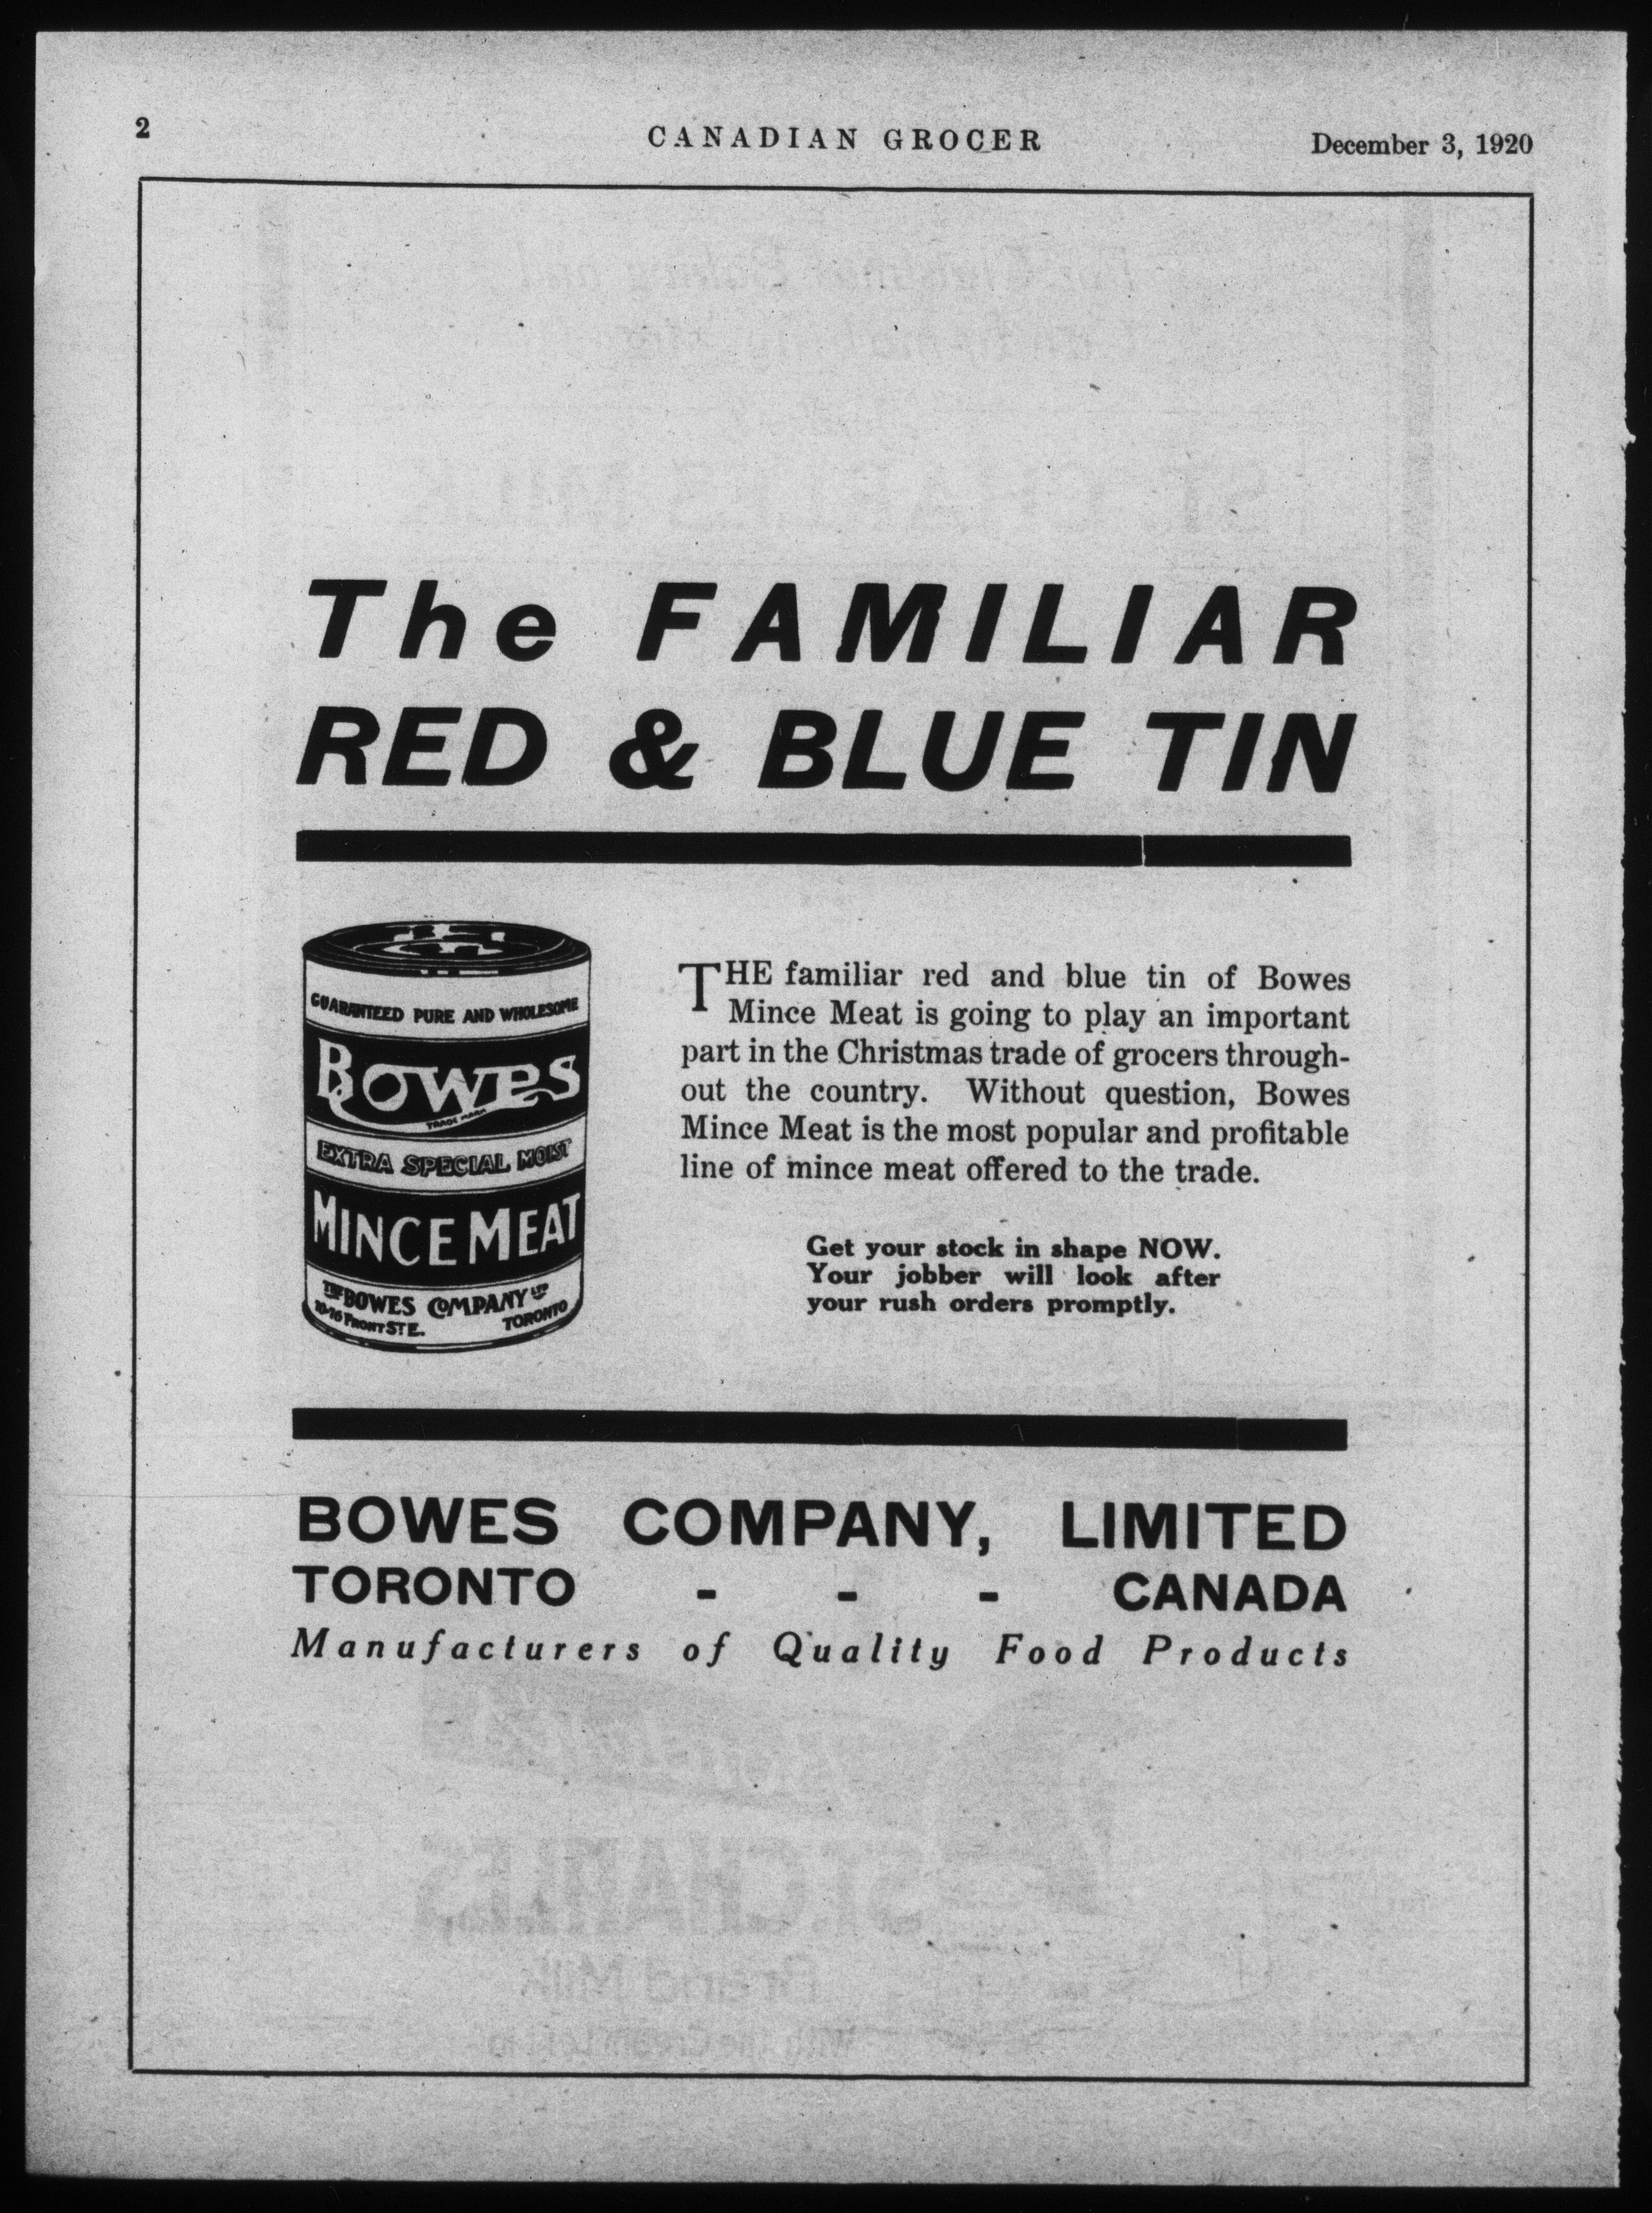 2
CANADIAN GROCER
December 3, 1920
The FAMILIAR
RED & BLUE TIN
GUARANTEED PURE AND WHOLESOME
BOWES
TRADE MARK
EXTRA SPECIAL MOIST
MINCE MEAT
THE BOWES COMPANY LTD
70-76 FRONT ST E. TORONTO
THE familiar red and blue tin of Bowes
Mince Meat is going to play an important
part in the Christmas trade of grocers through-
out the country. Without question, Bowes
Mince Meat is the most popular and profitable
line of mince meat offered to the trade.
Get your stock in shape NOW.
Your jobber will look after
your rush orders promptly.
BOWES COMPANY, LIMITED
TORONTO - - - CANADA
Manufacturers of Quality Food Products